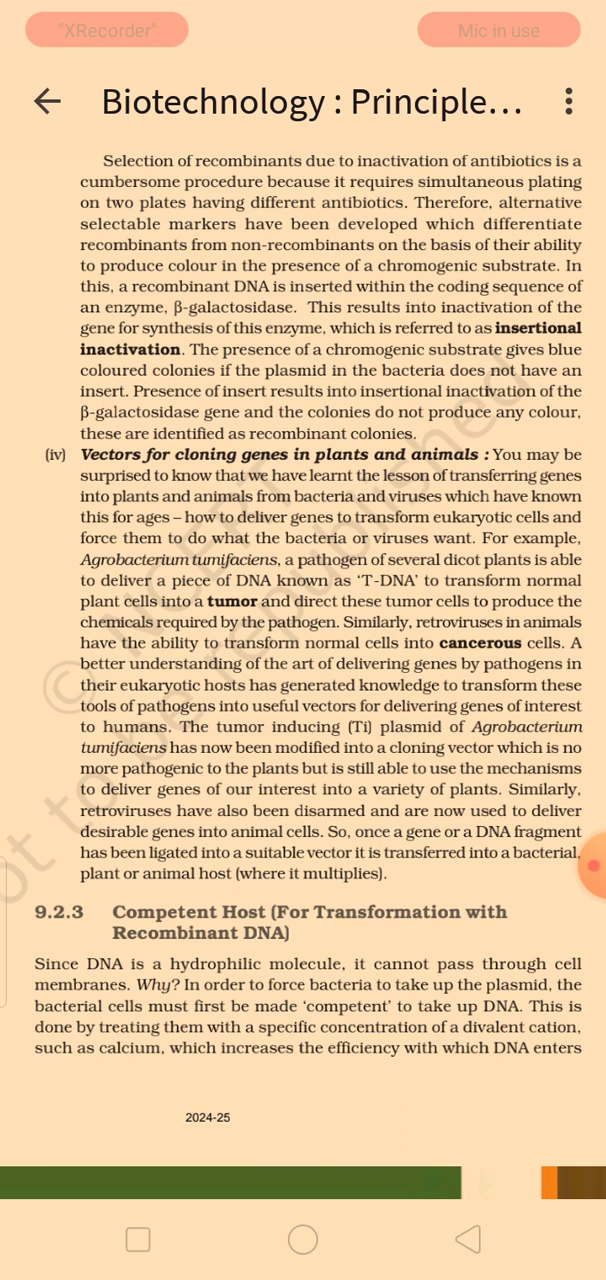 "XRecorder"
Mic in use
Biotechnology : Principle...
Selection of recombinants due to inactivation of antibiotics is a
cumbersome procedure because it requires simultaneous plating
on two plates having different antibiotics. Therefore, alternative
selectable markers have been developed which differentiate
recombinants from non-recombinants on the basis of their ability
to produce colour in the presence of a chromogenic substrate. In
this, a recombinant DNA is inserted within the coding sequence of
an enzyme, β-galactosidase. This results into inactivation of the
gene for synthesis of this enzyme, which is referred to as insertional
inactivation. The presence of a chromogenic substrate gives blue
coloured colonies if the plasmid in the bacteria does not have an
insert. Presence of insert results into insertional inactivation of the
β-galactosidase gene and the colonies do not produce any colour,
these are identified as recombinant colonies.
(iv) Vectors for cloning genes in plants and animals : You may be
surprised to know that we have learnt the lesson of transferring genes
into plants and animals from bacteria and viruses which have known
this for ages – how to deliver genes to transform eukaryotic cells and
force them to do what the bacteria or viruses want. For example,
Agrobacterium tumifaciens, a pathogen of several dicot plants is able
to deliver a piece of DNA known as ‘T-DNA’ to transform normal
plant cells into a tumor and direct these tumor cells to produce the
chemicals required by the pathogen. Similarly, retroviruses in animals
have the ability to transform normal cells into cancerous cells. A
better understanding of the art of delivering genes by pathogens in
their eukaryotic hosts has generated knowledge to transform these
tools of pathogens into useful vectors for delivering genes of interest
to humans. The tumor inducing (Ti) plasmid of Agrobacterium
tumifaciens has now been modified into a cloning vector which is no
more pathogenic to the plants but is still able to use the mechanisms
to deliver genes of our interest into a variety of plants. Similarly,
retroviruses have also been disarmed and are now used to deliver
desirable genes into animal cells. So, once a gene or a DNA fragment
has been ligated into a suitable vector it is transferred into a bacterial,
plant or animal host (where it multiplies).
9.2.3 Competent Host (For Transformation with
Recombinant DNA)
Since DNA is a hydrophilic molecule, it cannot pass through cell
membranes. Why? In order to force bacteria to take up the plasmid, the
bacterial cells must first be made ‘competent’ to take up DNA. This is
done by treating them with a specific concentration of a divalent cation,
such as calcium, which increases the efficiency with which DNA enters
2024-25
© NCERT
not to be republished